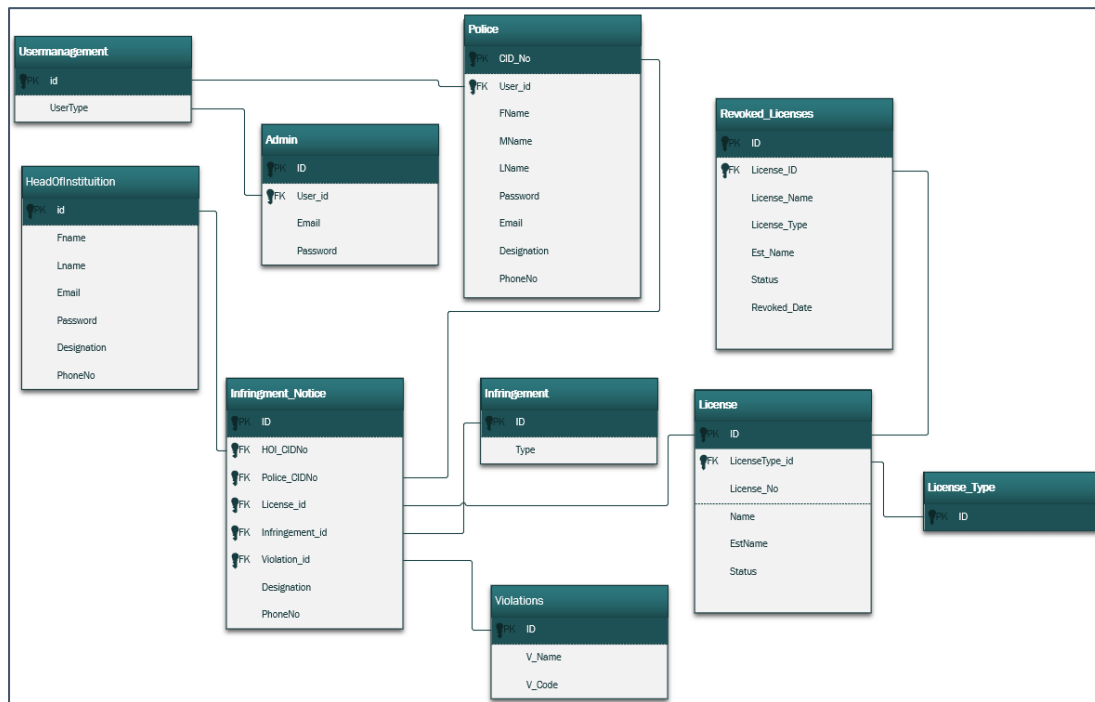 Usermanagement
PK id
UserType
Police
PK CID_No
FK User_id
FName
MName
LName
Password
Email
Designation
PhoneNo
Admin
PK ID
FK User_id
Email
Password
Revoked_Licenses
PK ID
FK License_ID
License_Name
License_Type
Est_Name
Status
Revoked_Date
HeadOfInstituition
PK id
Fname
Lname
Email
Password
Designation
PhoneNo
Infringment_Notice
PK ID
FK HOI_CIDNo
FK Police_CIDNo
FK License_id
FK Infringement_id
FK Violation_id
Designation
PhoneNo
Infringement
PK ID
Type
License
PK ID
FK LicenseType_id
License_No
Name
EstName
Status
License_Type
PK ID
Violations
PK ID
V_Name
V_Code